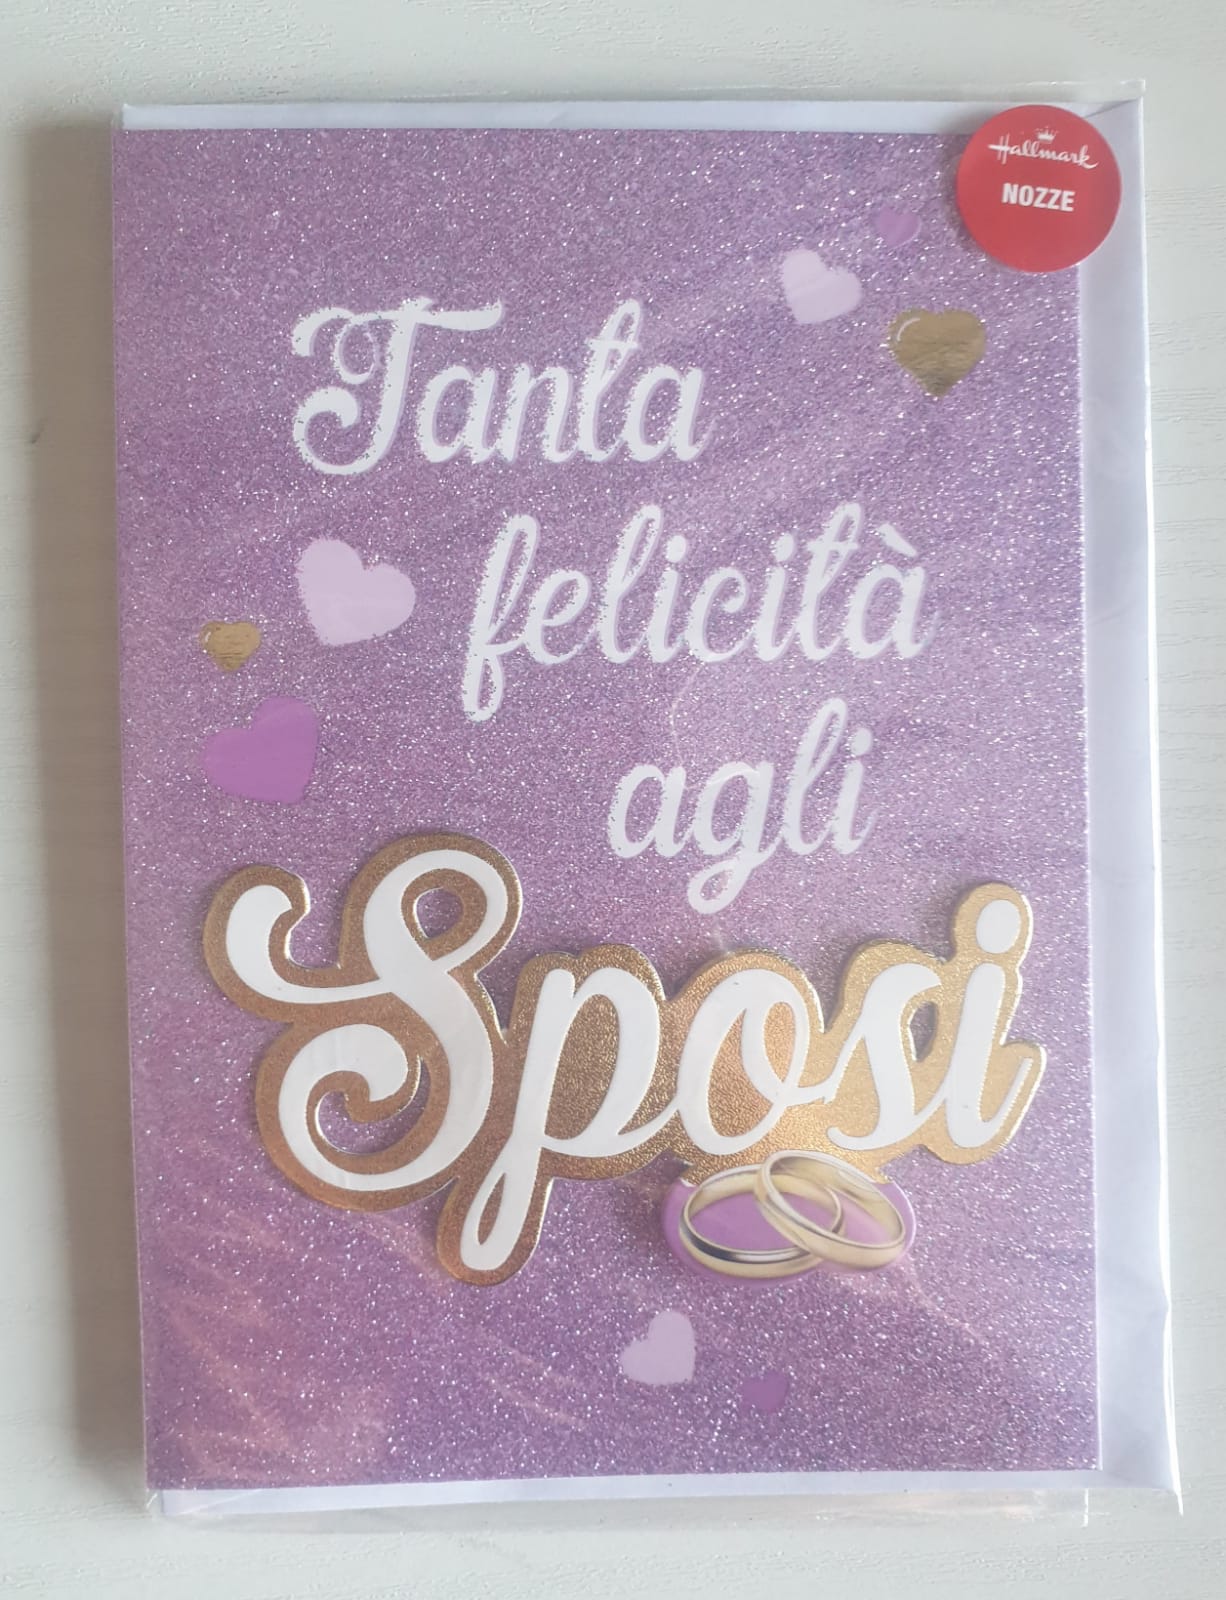 Hallmark
NOZZE
Tanta
felicità
agli
Sposi